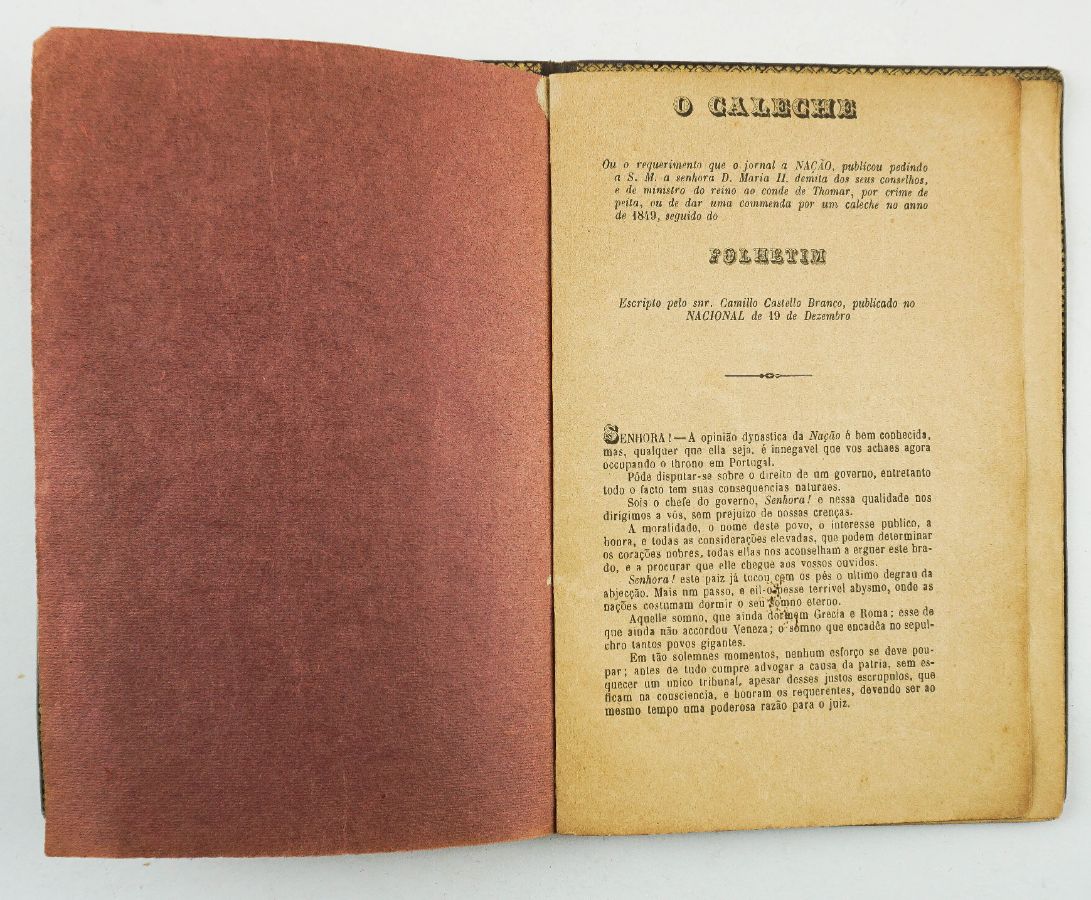 O CALECHE
Ou o requerimento que o jornal a NAÇÃO, publicou pedindo
a S. M. a senhora D. Maria II. demita dos seus conselhos,
e de ministro do reino ao conde de Thomar, por crime de
peita, ou de dar uma commenda por um caleche no anno
de 1849, seguido do
FOLHETIM
Escripto pelo snr. Camillo Castello Branco, publicado no
NACIONAL de 19 de Dezembro
SENHORA!—A opinião dynastica da Nação é bem conhecida,
mas, qualquer que ella seja, é innegavel que vos achaes agora
occupando o throno em Portugal.
Póde disputar-se sobre o direito de um governo, entretanto
todo o facto tem suas consequencias naturaes.
Sois o chefe do governo, Senhora! e nessa qualidade nos
dirigimos a vós, sem prejuizo de nossas crenças.
A moralidade, o nome deste povo, o interesse publico, a
honra, e todas as considerações elevadas, que podem determinar
os corações nobres, todas ellas nos aconselham a erguer este bra-
do, e a procurar que elle chegue aos vossos ouvidos.
Senhora! este paiz já tocou com os pés o ultimo degrau da
abjecção. Mais um passo, e eil-o nesse terrivel abysmo, onde as
nações costumam dormir o seu somno eterno.
Aquelle somno, que ainda dormem Grecia e Roma; esse de
que ainda não accordou Veneza; o somno que encadêa no sepul-
chro tantos povos gigantes.
Em tão solemnes momentos, nenhum esforço se deve pou-
par; antes de tudo cumpre advogar a causa da patria, sem es-
quecer um unico tribunal, apesar desses justos escrupulos, que
ficam na consciencia, e honram os requerentes, devendo ser ao
mesmo tempo uma poderosa razão para o juiz.